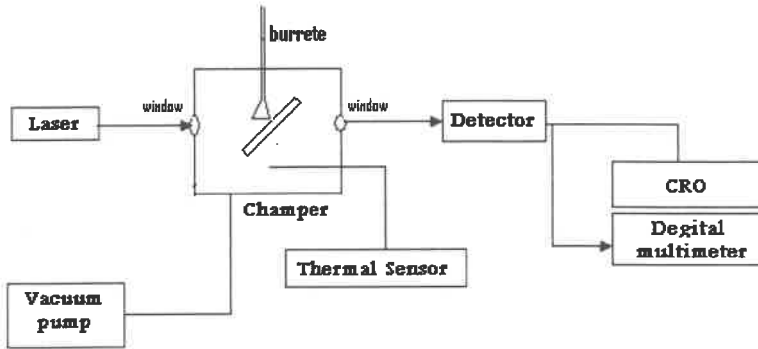 burrete
window
window
Laser
Detector
Champer
CRO
Degital
multimeter
Thermal Sensor
Vacuum
pump